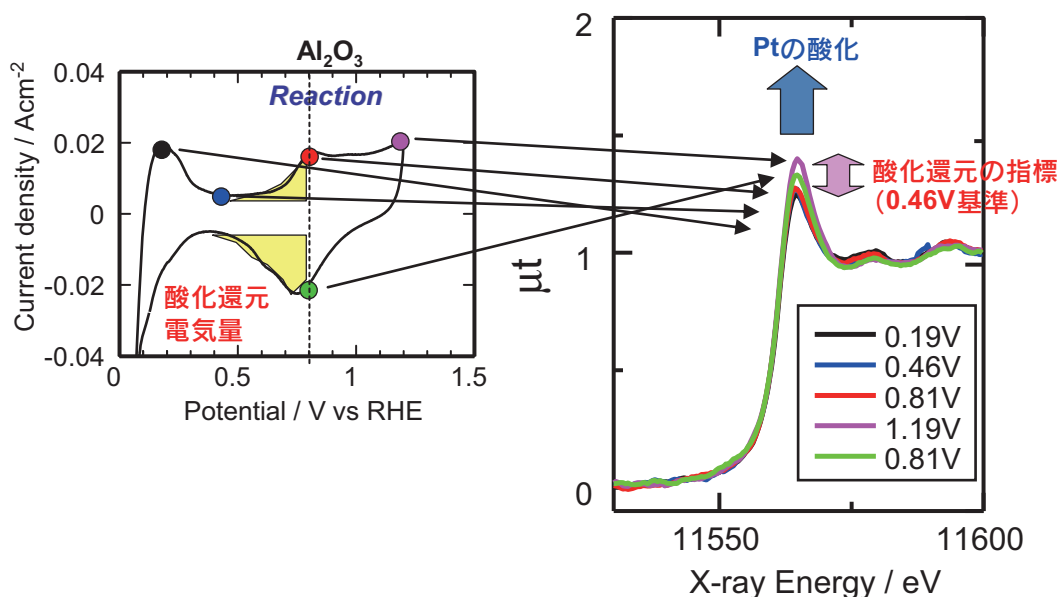 Al₂O₃
Reaction
Current density / Acm⁻²
0.04
0.02
0
-0.02
-0.04
酸化還元
電気量
0
0.5
1
1.5
Potential / V vs RHE
2
1
0
μt
Ptの酸化
酸化還元の指標
（0.46V基準）
0.19V
0.46V
0.81V
1.19V
0.81V
11550
11600
X-ray Energy / eV